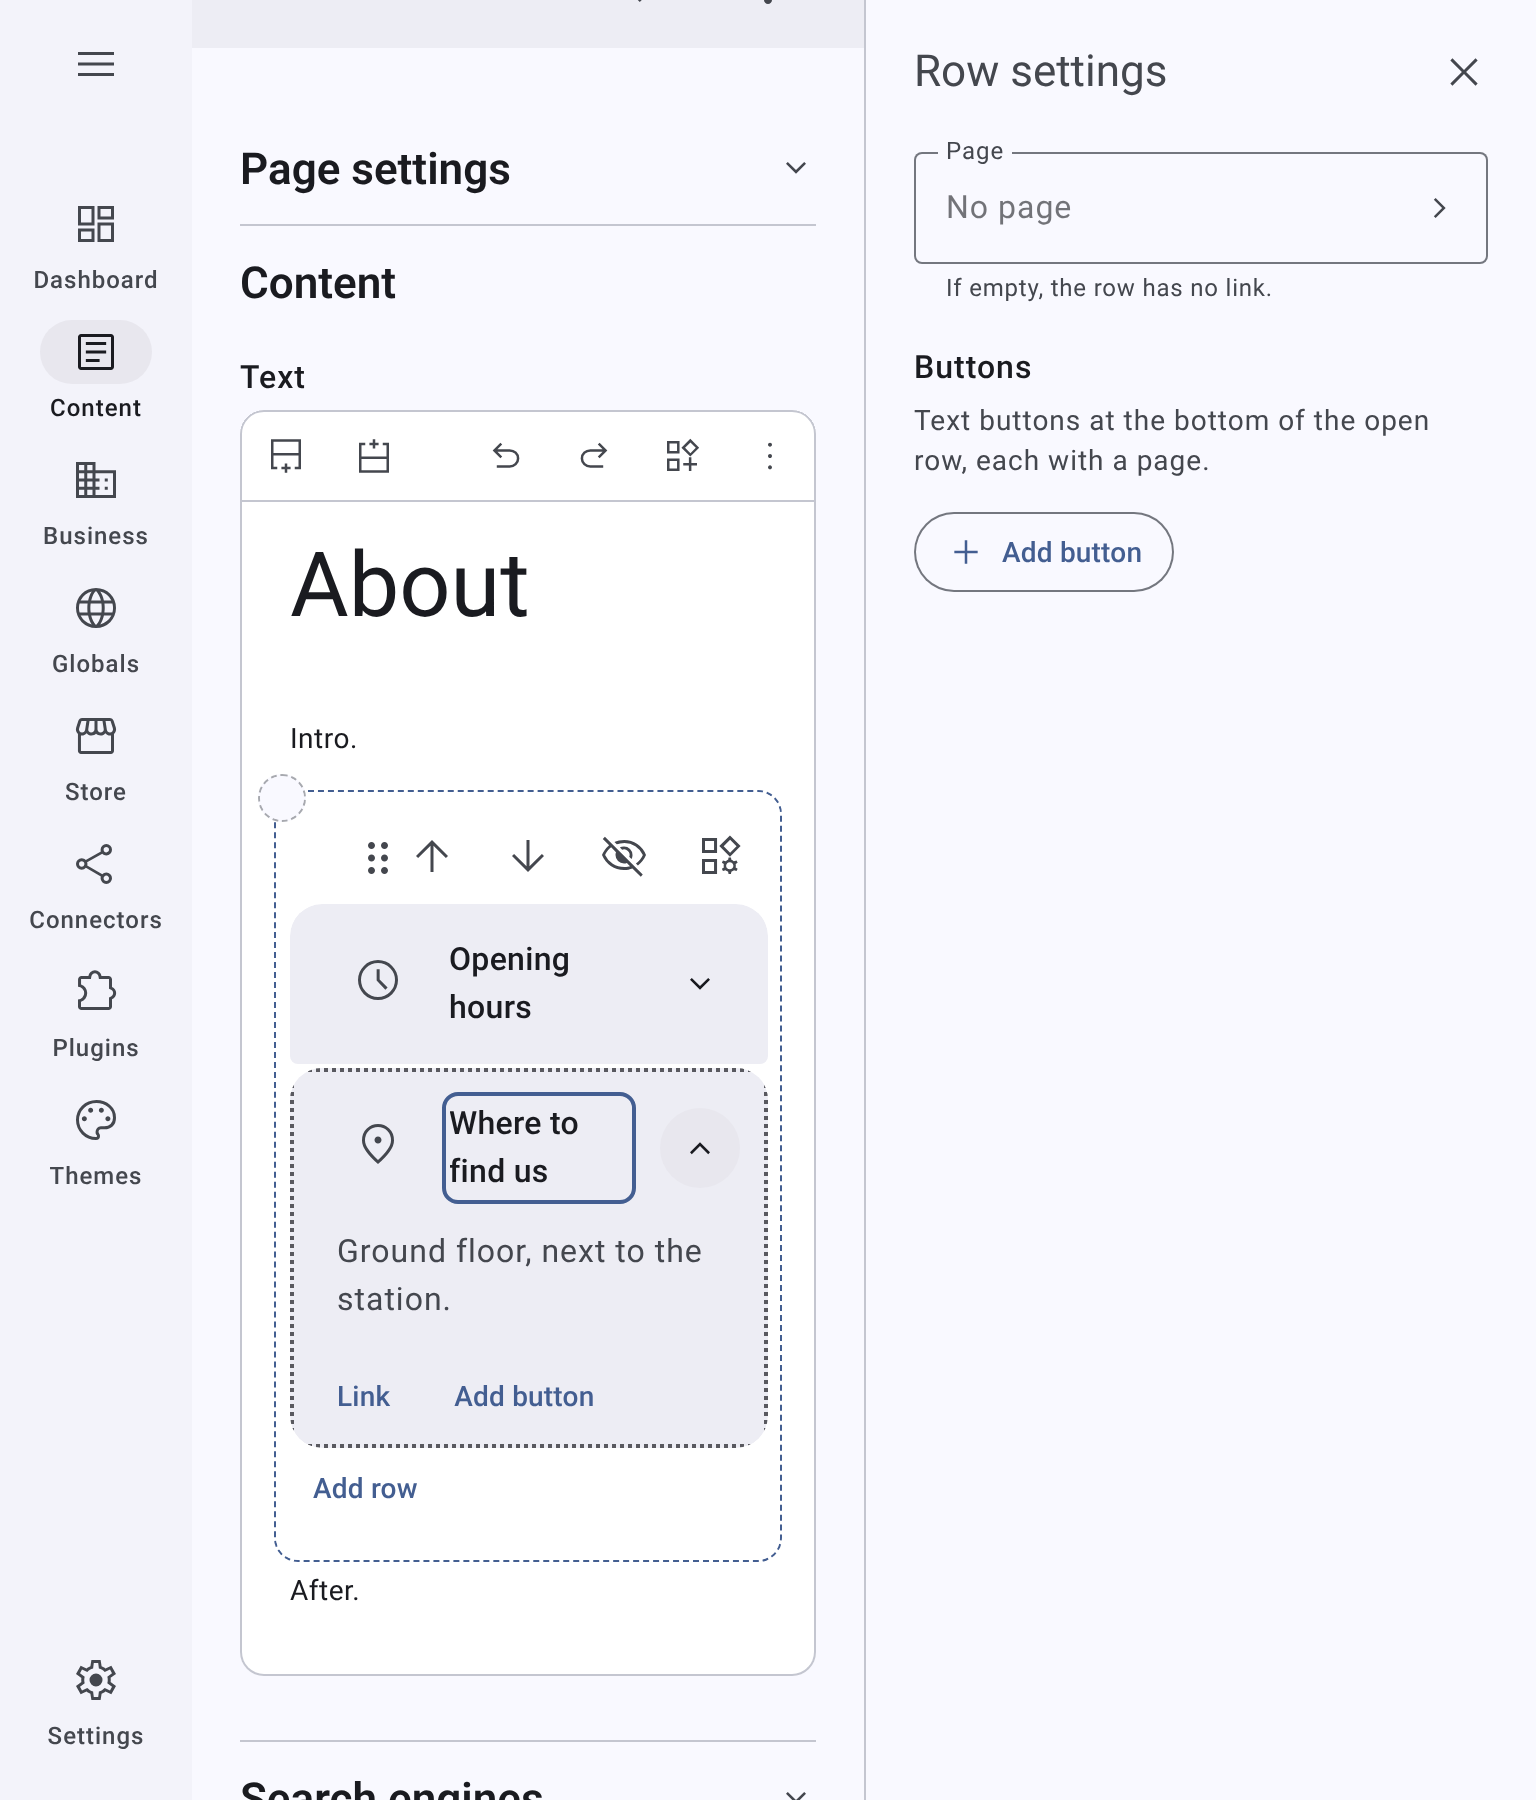 Dashboard
Content
Business
Globals
Store
Connectors
Plugins
Themes
Settings
Page settings
Content
Text
About
Intro.
Opening
hours
Where to
find us
Ground floor, next to the
station.
Link
Add button
Add row
After.
Search engines
Row settings
Page
No page
If empty, the row has no link.
Buttons
Text buttons at the bottom of the open
row, each with a page.
Add button